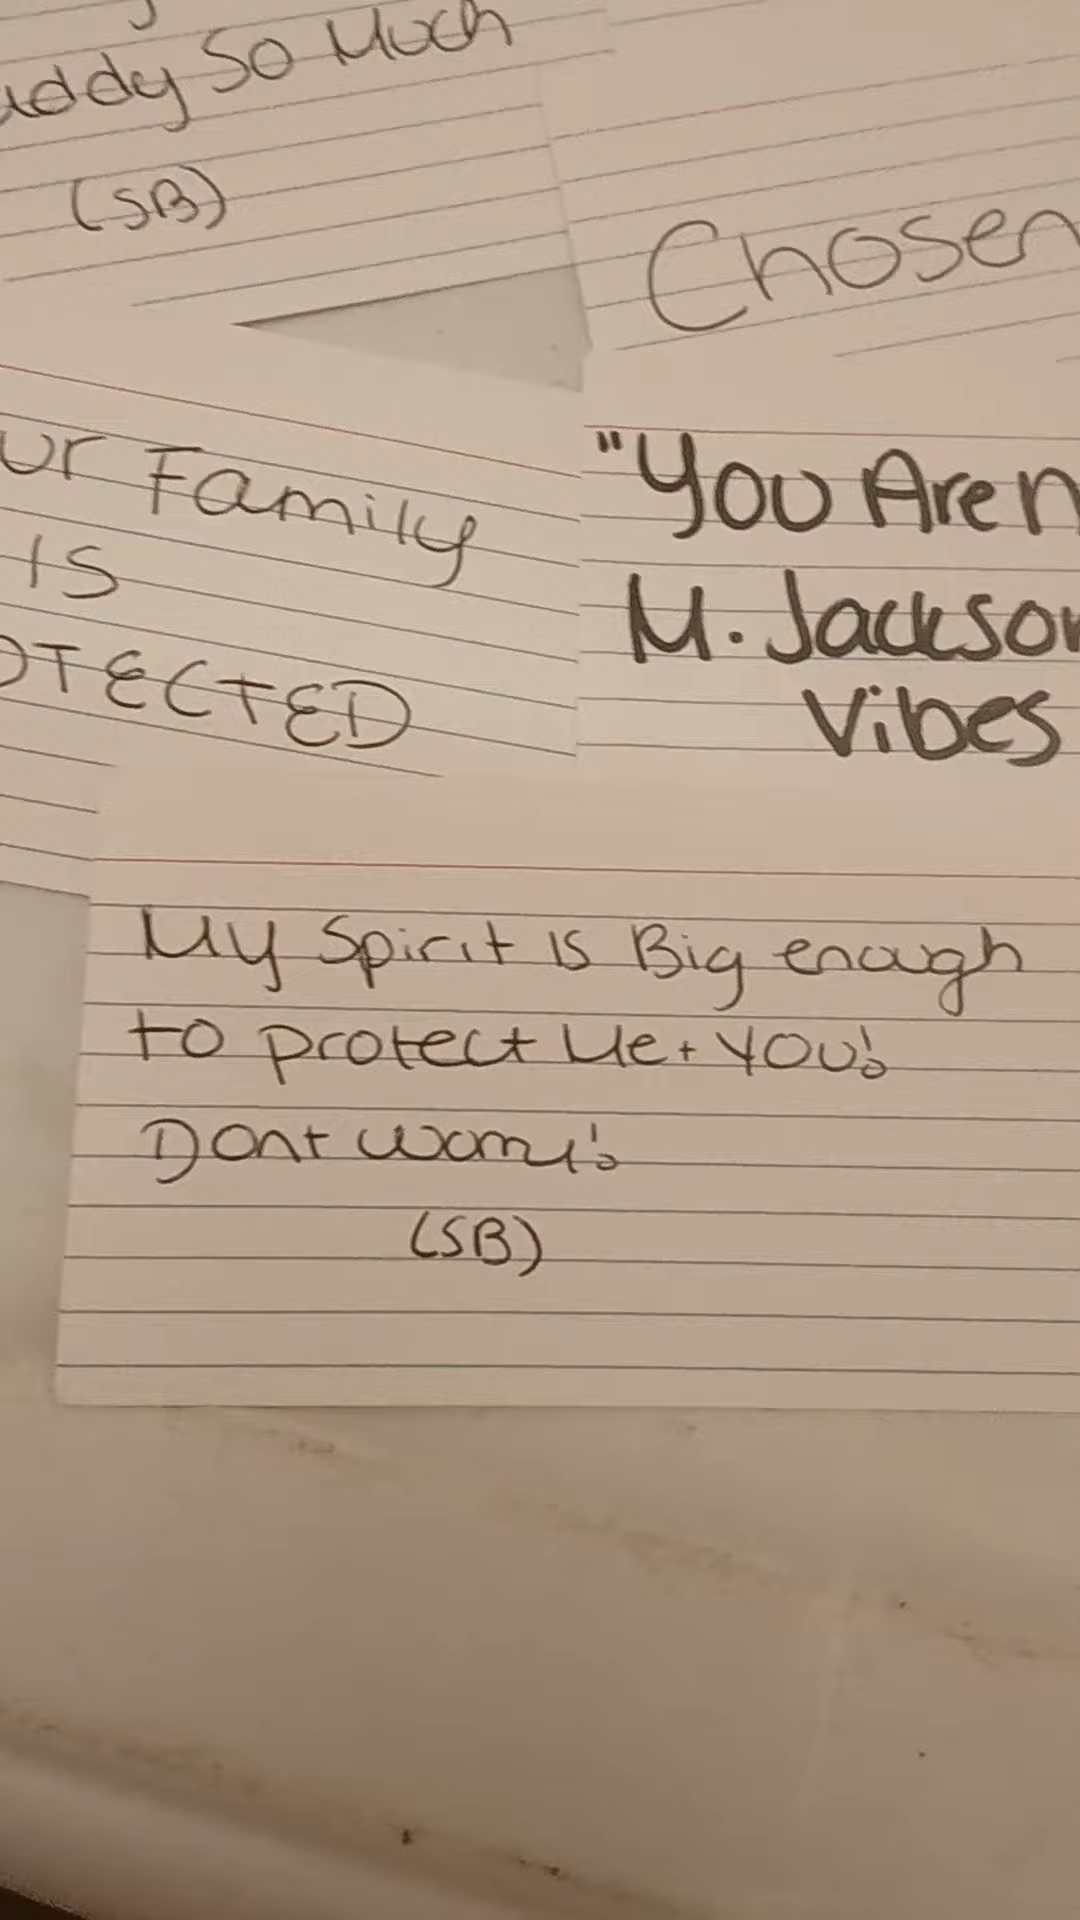 addy So Much
(SB)
Chosen
ur Family
IS
OTECTED
"You Aren
M. Jackson
Vibes
My Spirit is Big enough
to protect Me + YOU!
Dont worry!
(SB)